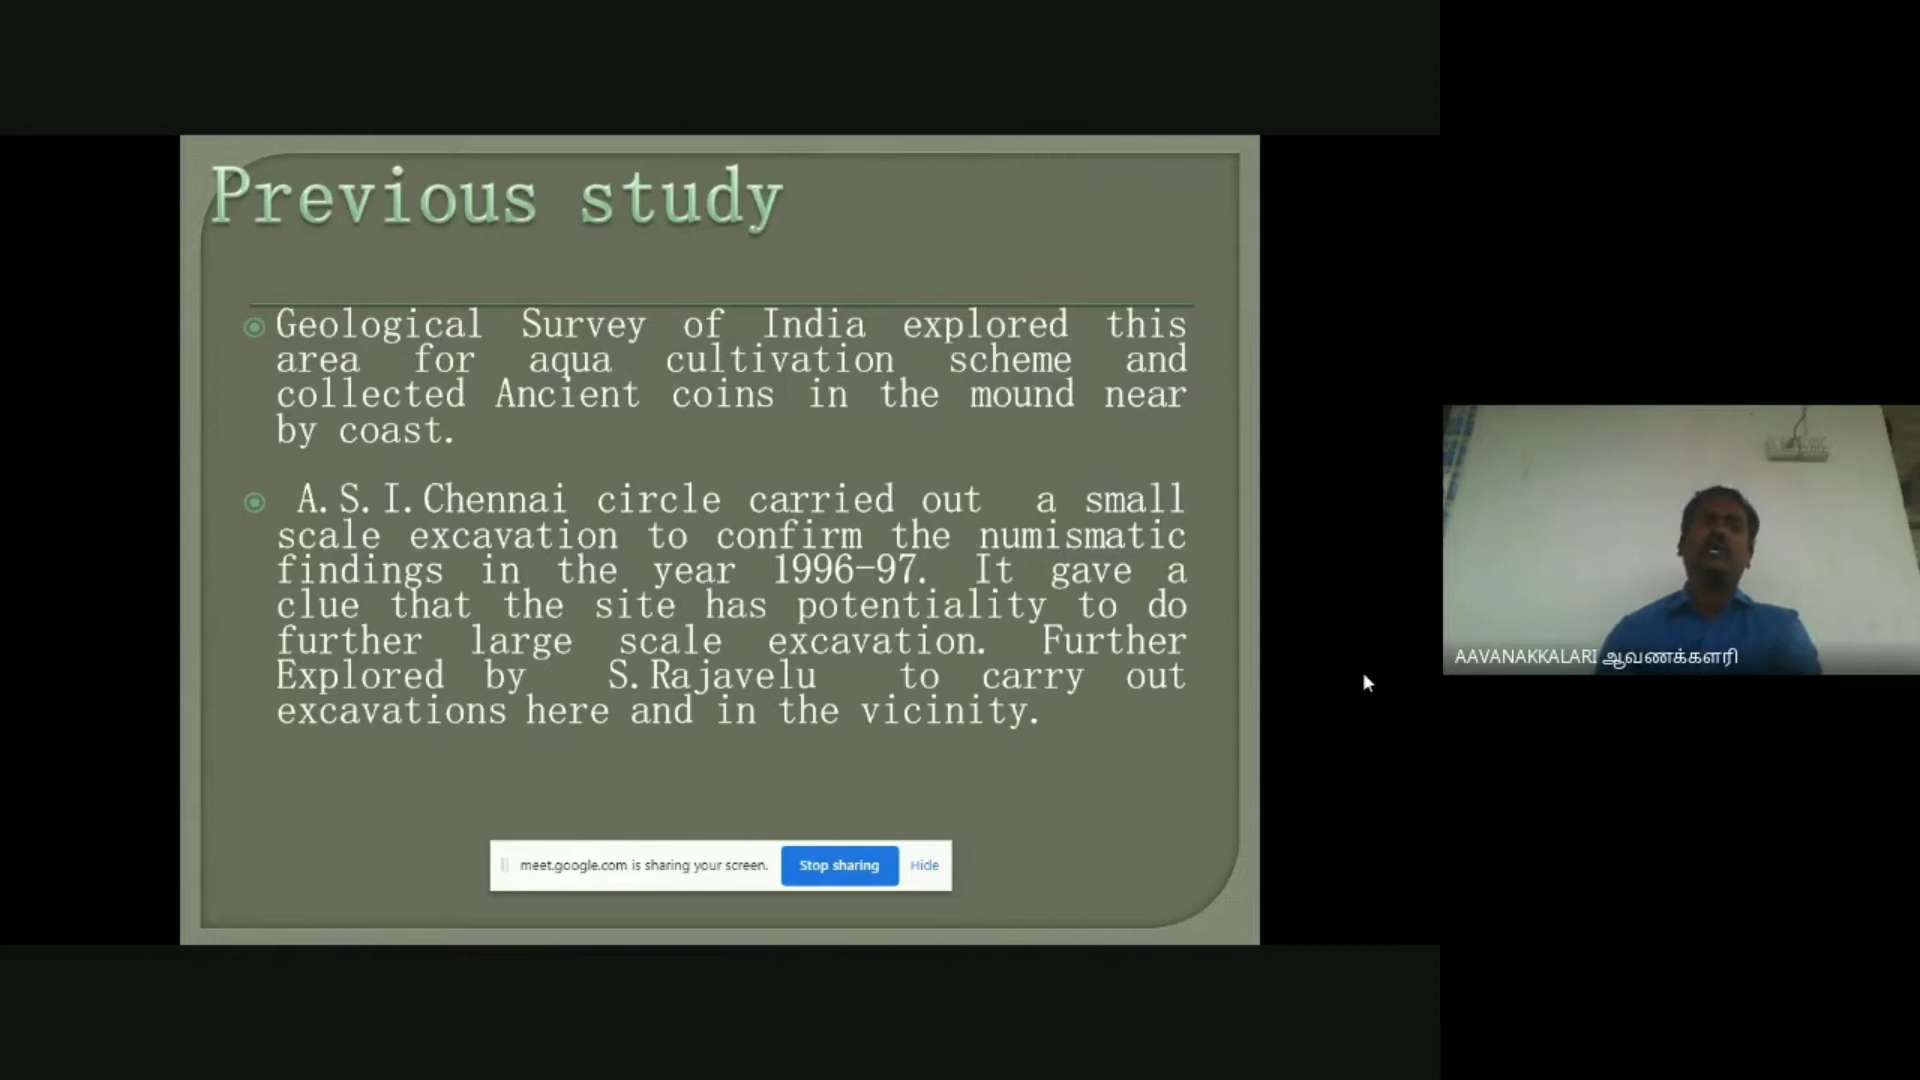 Previous study
Geological Survey of India explored this
area for aqua cultivation scheme and
collected Ancient coins in the mound near
by coast.
A.S.I.Chennai circle carried out a small
scale excavation to confirm the numismatic
findings in the year 1996-97. It gave a
clue that the site has potentiality to do
further large scale excavation. Further
Explored by S.Rajavelu to carry out
excavations here and in the vicinity.
meet.google.com is sharing your screen. Stop sharing Hide
AAVANAKKALARI ஆவணக்களரி